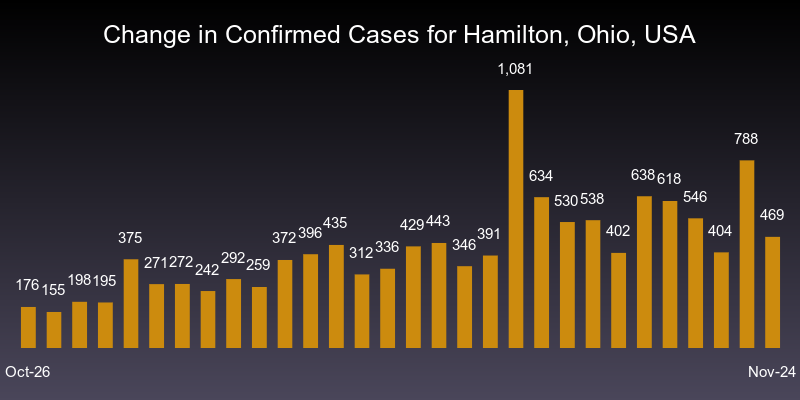 Change in Confirmed Cases for Hamilton, Ohio, USA
176 155 198 195 375 271 272 242 292 259 372 396 435 312 336 429 443 346 391 1,081 634 530 538 402 638 618 546 404 788 469
Oct-26 Nov-24